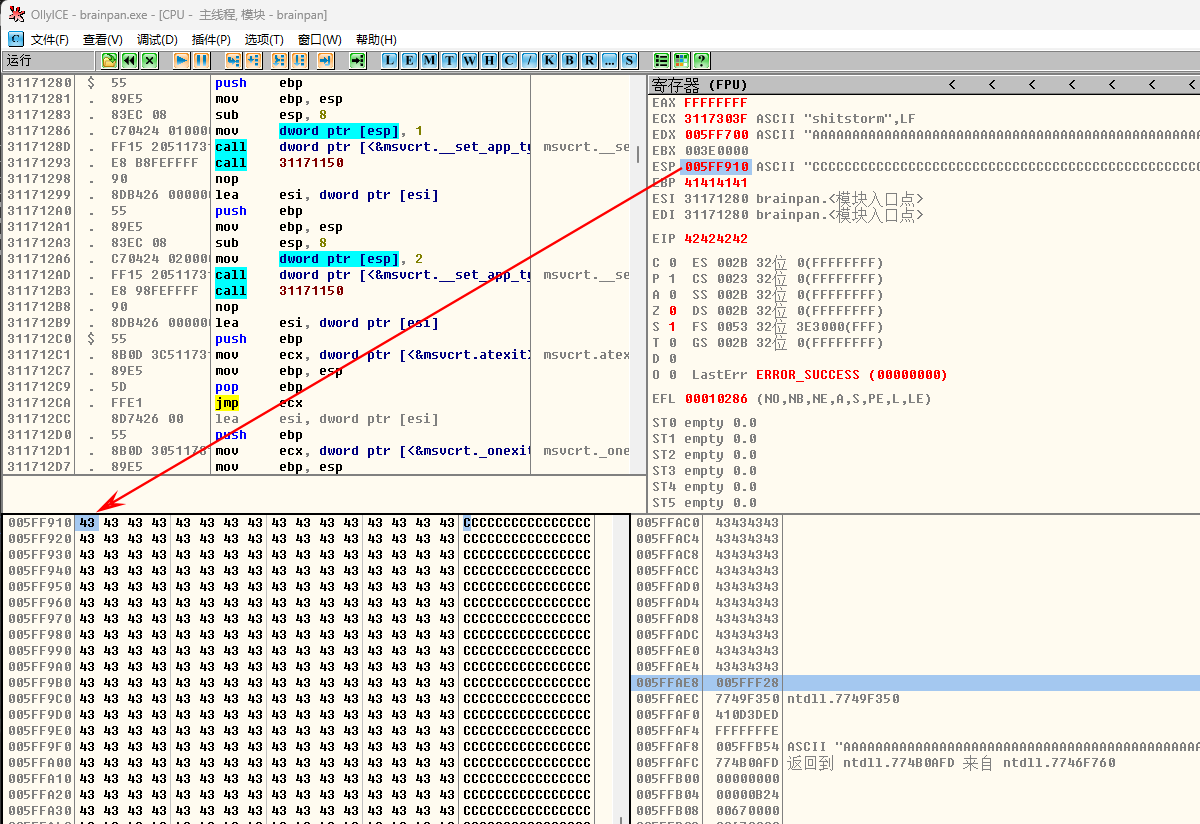 OllyICE - brainpan.exe - [CPU - 主线程, 模块 - brainpan]
文件(F) 查看(V) 调试(D) 插件(P) 选项(T) 窗口(W) 帮助(H)
运行 L E M T W H C / K B R ... S ?
31171280 $ 55 push ebp
31171281 . 89E5 mov ebp, esp
31171283 . 83EC 08 sub esp, 8
31171286 . C70424 01000 mov dword ptr [esp], 1
3117128D . FF15 2051173 call dword ptr [<&msvcrt.__set_app_ty msvcrt.__se
31171293 . E8 B8FEFFFF call 31171150
31171298 . 90 nop
31171299 . 8DB426 00000 lea esi, dword ptr [esi]
311712A0 . 55 push ebp
311712A1 . 89E5 mov ebp, esp
311712A3 . 83EC 08 sub esp, 8
311712A6 . C70424 02000 mov dword ptr [esp], 2
311712AD . FF15 2051173 call dword ptr [<&msvcrt.__set_app_ty msvcrt.__se
311712B3 . E8 98FEFFFF call 31171150
311712B8 . 90 nop
311712B9 . 8DB426 00000 lea esi, dword ptr [esi]
311712C0 $ 55 push ebp
311712C1 . 8B0D 3C51173 mov ecx, dword ptr [<&msvcrt.atexit> msvcrt.atex
311712C7 . 89E5 mov ebp, esp
311712C9 . 5D pop ebp
311712CA . FFE1 jmp ecx
311712CC 8D7426 00 lea esi, dword ptr [esi]
311712D0 . 55 push ebp
311712D1 . 8B0D 305117 mov ecx, dword ptr [<&msvcrt._onexit msvcrt._one
311712D7 . 89E5 mov ebp, esp
寄存器 (FPU) < < < < < < <
EAX FFFFFFFF
ECX 3117303F ASCII "shitstorm",LF
EDX 005FF700 ASCII "AAAAAAAAAAAAAAAAAAAAAAAAAAAAAAAAAAAAAAAAAAAAAAAA
EBX 003E0000
ESP 005FF910 ASCII "CCCCCCCCCCCCCCCCCCCCCCCCCCCCCCCCCCCCCCCCCCCCCCCC
EBP 41414141
ESI 31171280 brainpan.<模块入口点>
EDI 31171280 brainpan.<模块入口点>
EIP 42424242
C 0 ES 002B 32位 0(FFFFFFFF)
P 1 CS 0023 32位 0(FFFFFFFF)
A 0 SS 002B 32位 0(FFFFFFFF)
Z 0 DS 002B 32位 0(FFFFFFFF)
S 1 FS 0053 32位 3E3000(FFF)
T 0 GS 002B 32位 0(FFFFFFFF)
D 0
O 0 LastErr ERROR_SUCCESS (00000000)
EFL 00010286 (NO,NB,NE,A,S,PE,L,LE)
ST0 empty 0.0
ST1 empty 0.0
ST2 empty 0.0
ST3 empty 0.0
ST4 empty 0.0
ST5 empty 0.0
005FF910 43 43 43 43 43 43 43 43 43 43 43 43 43 43 43 43 CCCCCCCCCCCCCCCC
005FF920 43 43 43 43 43 43 43 43 43 43 43 43 43 43 43 43 CCCCCCCCCCCCCCCC
005FF930 43 43 43 43 43 43 43 43 43 43 43 43 43 43 43 43 CCCCCCCCCCCCCCCC
005FF940 43 43 43 43 43 43 43 43 43 43 43 43 43 43 43 43 CCCCCCCCCCCCCCCC
005FF950 43 43 43 43 43 43 43 43 43 43 43 43 43 43 43 43 CCCCCCCCCCCCCCCC
005FF960 43 43 43 43 43 43 43 43 43 43 43 43 43 43 43 43 CCCCCCCCCCCCCCCC
005FF970 43 43 43 43 43 43 43 43 43 43 43 43 43 43 43 43 CCCCCCCCCCCCCCCC
005FF980 43 43 43 43 43 43 43 43 43 43 43 43 43 43 43 43 CCCCCCCCCCCCCCCC
005FF990 43 43 43 43 43 43 43 43 43 43 43 43 43 43 43 43 CCCCCCCCCCCCCCCC
005FF9A0 43 43 43 43 43 43 43 43 43 43 43 43 43 43 43 43 CCCCCCCCCCCCCCCC
005FF9B0 43 43 43 43 43 43 43 43 43 43 43 43 43 43 43 43 CCCCCCCCCCCCCCCC
005FF9C0 43 43 43 43 43 43 43 43 43 43 43 43 43 43 43 43 CCCCCCCCCCCCCCCC
005FF9D0 43 43 43 43 43 43 43 43 43 43 43 43 43 43 43 43 CCCCCCCCCCCCCCCC
005FF9E0 43 43 43 43 43 43 43 43 43 43 43 43 43 43 43 43 CCCCCCCCCCCCCCCC
005FF9F0 43 43 43 43 43 43 43 43 43 43 43 43 43 43 43 43 CCCCCCCCCCCCCCCC
005FFA00 43 43 43 43 43 43 43 43 43 43 43 43 43 43 43 43 CCCCCCCCCCCCCCCC
005FFA10 43 43 43 43 43 43 43 43 43 43 43 43 43 43 43 43 CCCCCCCCCCCCCCCC
005FFA20 43 43 43 43 43 43 43 43 43 43 43 43 43 43 43 43 CCCCCCCCCCCCCCCC
005FFA30 43 43 43 43 43 43 43 43 43 43 43 43 43 43 43 43 CCCCCCCCCCCCCCCC
005FFAC0 43434343
005FFAC4 43434343
005FFAC8 43434343
005FFACC 43434343
005FFAD0 43434343
005FFAD4 43434343
005FFAD8 43434343
005FFADC 43434343
005FFAE0 43434343
005FFAE4 43434343
005FFAE8 005FFF28
005FFAEC 7749F350 ntdll.7749F350
005FFAF0 410D3DED
005FFAF4 FFFFFFFE
005FFAF8 005FFB54 ASCII "AAAAAAAAAAAAAAAAAAAAAAAAAAAAAAAAAAAAAAAAAAAA
005FFAFC 774B0AFD 返回到 ntdll.774B0AFD 来自 ntdll.7746F760
005FFB00 00000000
005FFB04 00000B24
005FFB08 00670000